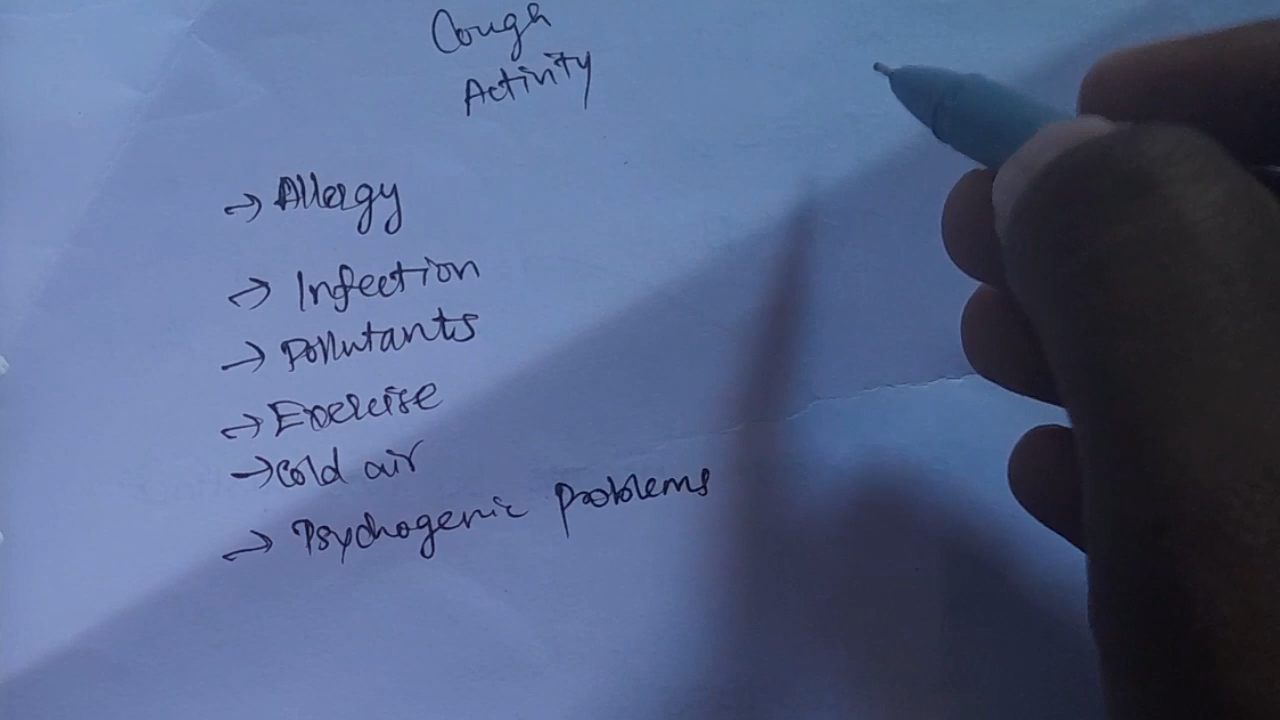 Cough
Activity
→ Allergy
→ Infection
→ Pollutants
→ Exercise
→ Cold air
→ Psychogenic Problems